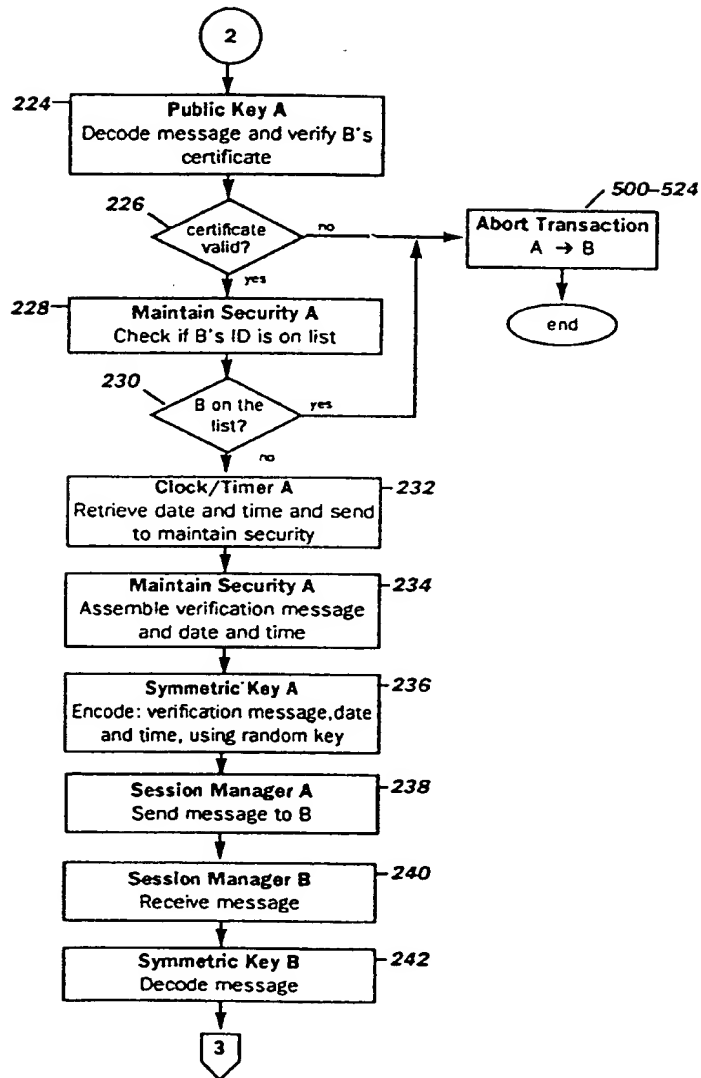 2
224
Public Key A
Decode message and verify B's
certificate
226
certificate
valid?
no
yes
500-524
Abort Transaction
A → B
end
228
Maintain Security A
Check if B's ID is on list
230
B on the
list?
yes
no
Clock/Timer A
Retrieve date and time and send
to maintain security
232
Maintain Security A
Assemble verification message
and date and time
234
Symmetric Key A
Encode: verification message,date
and time, using random key
236
Session Manager A
Send message to B
238
Session Manager B
Receive message
240
Symmetric Key B
Decode message
242
3